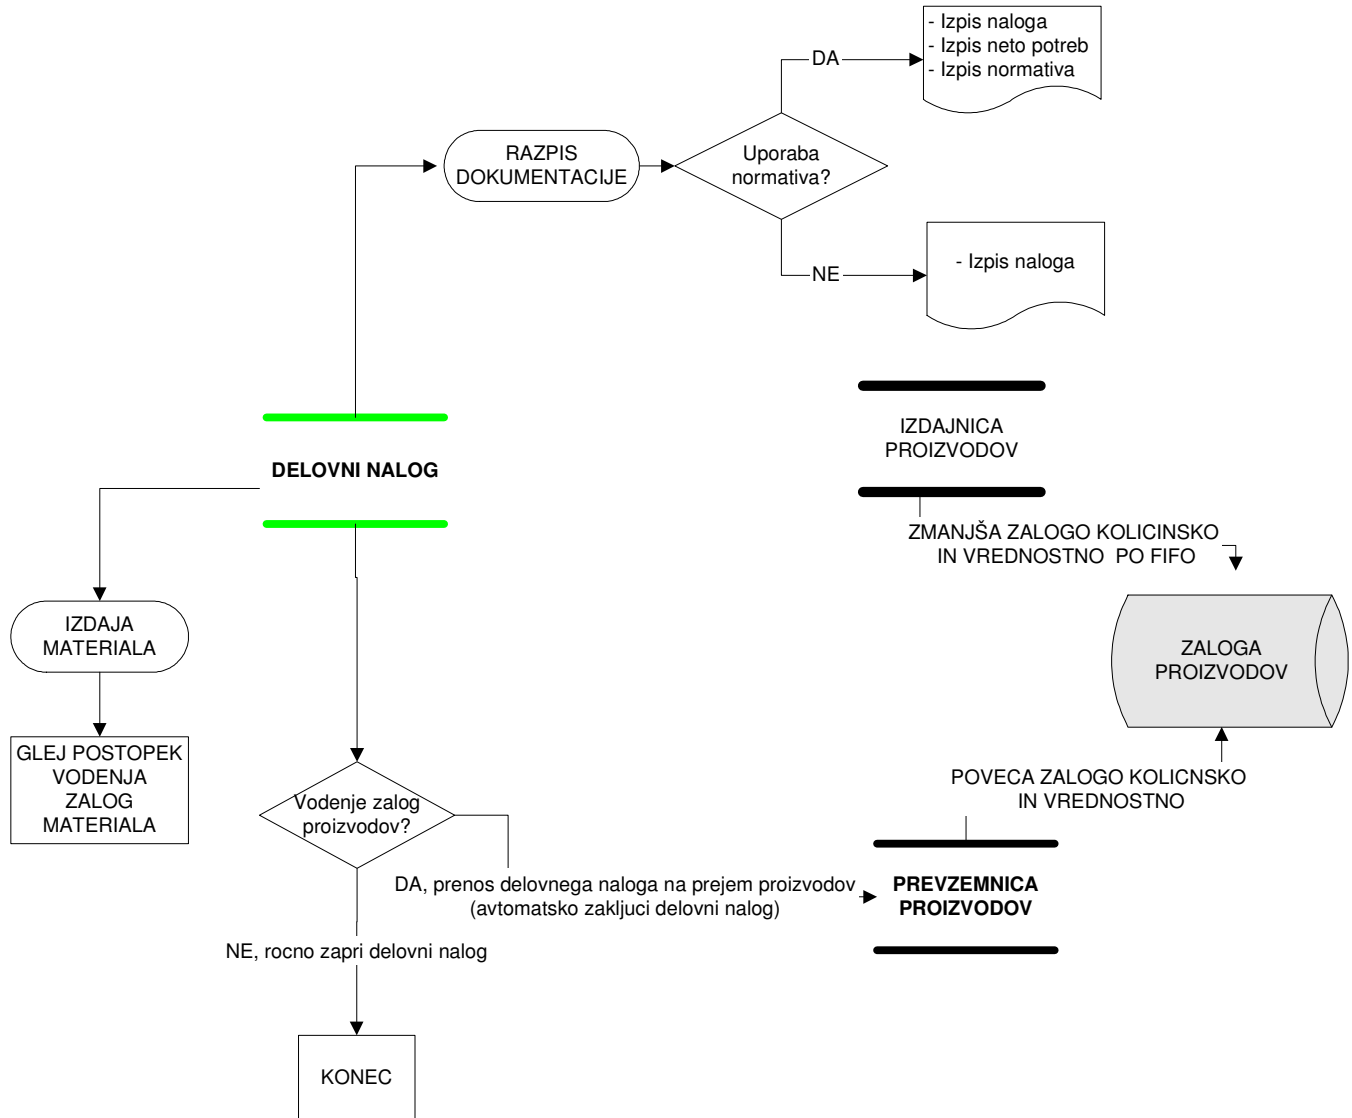 - Izpis naloga
- Izpis neto potreb
- Izpis normativa
DA
RAZPIS
DOKUMENTACIJE
Uporaba
normativa?
NE
- Izpis naloga
IZDAJNICA
PROIZVODOV
DELOVNI NALOG
ZMANJŠA ZALOGO KOLICINSKO
IN VREDNOSTNO PO FIFO
IZDAJA
MATERIALA
ZALOGA
PROIZVODOV
GLEJ POSTOPEK
VODENJA
ZALOG
MATERIALA
POVECA ZALOGO KOLICNSKO
IN VREDNOSTNO
Vodenje zalog
proizvodov?
DA, prenos delovnega naloga na prejem proizvodov
(avtomatsko zakljuci delovni nalog)
PREVZEMNICA
PROIZVODOV
NE, rocno zapri delovni nalog
KONEC